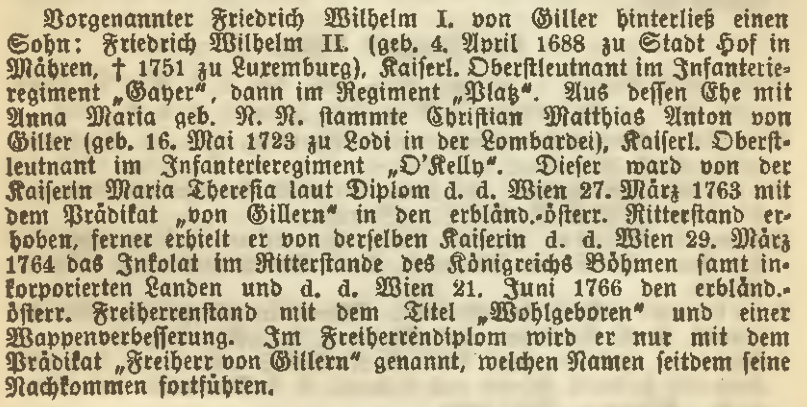 Vorgenannter Friedrich Wilhelm I. von Giller hinterließ einen
Sohn: Friedrich Wilhelm II. (geb. 4. April 1688 zu Stadt Hof in
Mähren, † 1751 zu Luxemburg), Kaiserl. Oberstleutnant im Infanterie-
regiment „Gayer“, dann im Regiment „Platz“. Aus dessen Ehe mit
Anna Maria geb. N. N. stammte Christian Matthias Anton von
Giller (geb. 16. Mai 1723 zu Lodi in der Lombardei), Kaiserl. Oberst-
leutnant im Infanterieregiment „O'Kelly“. Dieser ward von der
Kaiserin Maria Theresia laut Diplom d. d. Wien 27. März 1763 mit
dem Prädikat „von Gillern“ in den erbländ.-österr. Ritterstand er-
hoben, ferner erhielt er von derselben Kaiserin d. d. Wien 29. März
1764 das Inkolat im Ritterstande des Königreichs Böhmen samt in-
korporierten Landen und d. d. Wien 21. Juni 1766 den erbländ.-
österr. Freiherrenstand mit dem Titel „Wohlgeboren“ und einer
Wappenverbesserung. Im Freiherrendiplom wird er nur mit dem
Prädikat „Freiherr von Gillern“ genannt, welchen Namen seitdem seine
Nachkommen fortführen.